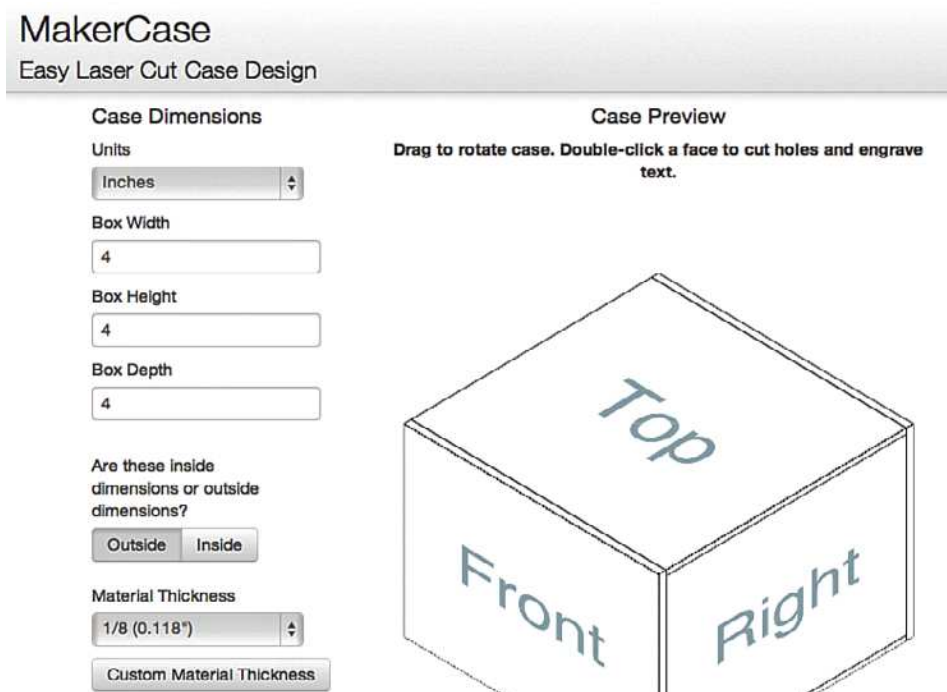 MakerCase
Easy Laser Cut Case Design
Case Dimensions
Units
Inches
Box Width
4
Box Height
4
Box Depth
4
Are these inside
dimensions or outside
dimensions?
Outside Inside
Material Thickness
1/8 (0.118")
Custom Material Thickness
Case Preview
Drag to rotate case. Double-click a face to cut holes and engrave
text.
Top
Front
Right